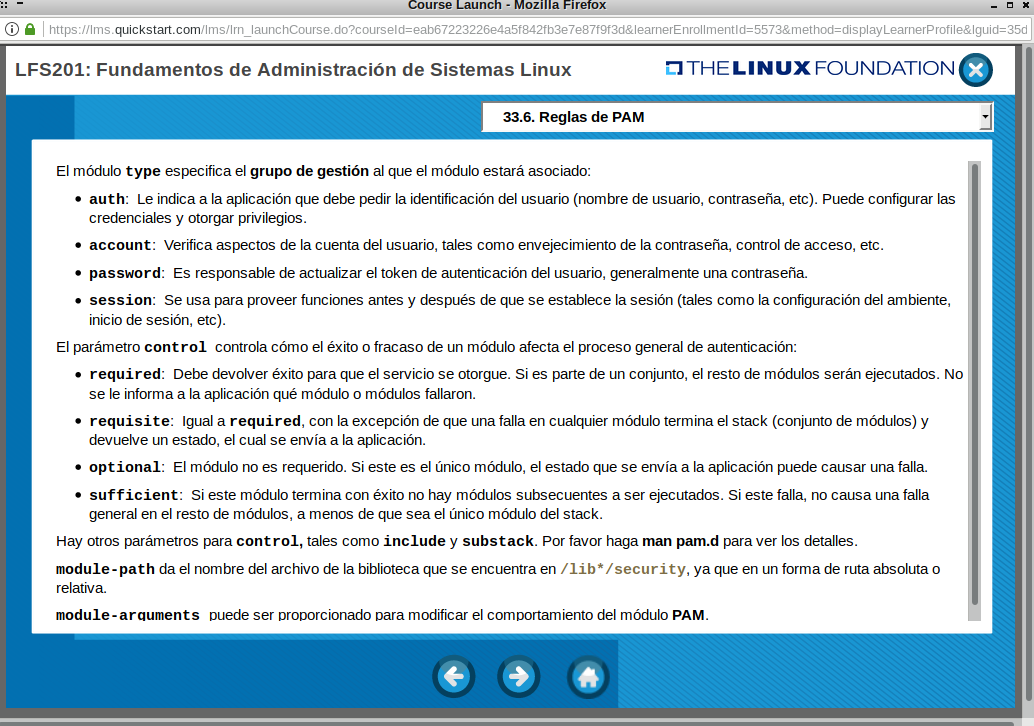 Course Launch - Mozilla Firefox
https://lms.quickstart.com/lms/lrn_launchCourse.do?courseId=eab67223226e4a5f842fb3e7e87f9f3d&learnerEnrollmentId=5573&method=displayLearnerProfile&lguid=35d
LFS201: Fundamentos de Administración de Sistemas Linux
THE LINUX FOUNDATION
33.6. Reglas de PAM
El módulo type especifica el grupo de gestión al que el módulo estará asociado:
• auth: Le indica a la aplicación que debe pedir la identificación del usuario (nombre de usuario, contraseña, etc). Puede configurar las
credenciales y otorgar privilegios.
• account: Verifica aspectos de la cuenta del usuario, tales como envejecimiento de la contraseña, control de acceso, etc.
• password: Es responsable de actualizar el token de autenticación del usuario, generalmente una contraseña.
• session: Se usa para proveer funciones antes y después de que se establece la sesión (tales como la configuración del ambiente,
inicio de sesión, etc).
El parámetro control controla cómo el éxito o fracaso de un módulo afecta el proceso general de autenticación:
• required: Debe devolver éxito para que el servicio se otorgue. Si es parte de un conjunto, el resto de módulos serán ejecutados. No
se le informa a la aplicación qué módulo o módulos fallaron.
• requisite: Igual a required, con la excepción de que una falla en cualquier módulo termina el stack (conjunto de módulos) y
devuelve un estado, el cual se envía a la aplicación.
• optional: El módulo no es requerido. Si este es el único módulo, el estado que se envía a la aplicación puede causar una falla.
• sufficient: Si este módulo termina con éxito no hay módulos subsecuentes a ser ejecutados. Si este falla, no causa una falla
general en el resto de módulos, a menos de que sea el único módulo del stack.
Hay otros parámetros para control, tales como include y substack. Por favor haga man pam.d para ver los detalles.
module-path da el nombre del archivo de la biblioteca que se encuentra en /lib*/security, ya que en un forma de ruta absoluta o
relativa.
module-arguments puede ser proporcionado para modificar el comportamiento del módulo PAM.